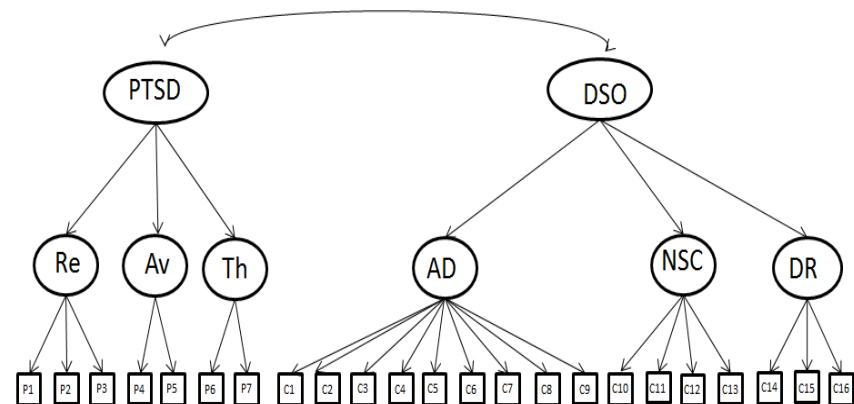 PTSD
DSO
Re Av Th AD NSC DR
P1 P2 P3 P4 P5 P6 P7 C1 C2 C3 C4 C5 C6 C7 C8 C9 C10 C11 C12 C13 C14 C15 C16